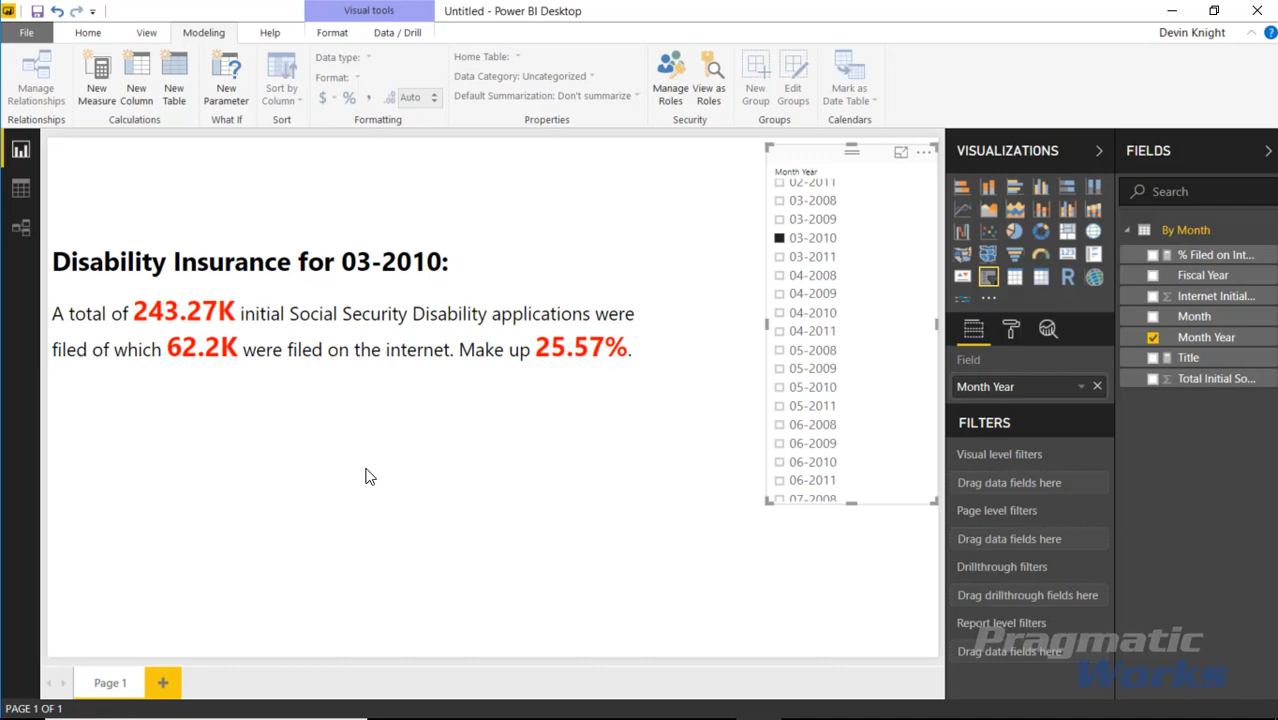 Visual tools
Untitled - Power BI Desktop
File
Home
View
Modeling
Help
Format
Data / Drill
Devin Knight
Manage
Relationships
New
Measure
New
Column
New
Table
New
Parameter
Sort by
Column
Data type:
Format:
$
%
,
Auto
Home Table:
Data Category: Uncategorized
Default Summarization: Don't summarize
Manage
Roles
View as
Roles
New
Group
Edit
Groups
Mark as
Date Table
Relationships
Calculations
What If
Sort
Formatting
Properties
Security
Groups
Calendars
Disability Insurance for 03-2010:
A total of 243.27K initial Social Security Disability applications were
filed of which 62.2K were filed on the internet. Make up 25.57%.
Month Year
02-2011
03-2008
03-2009
03-2010
03-2011
04-2008
04-2009
04-2010
04-2011
05-2008
05-2009
05-2010
05-2011
06-2008
06-2009
06-2010
06-2011
07-2008
VISUALIZATIONS
R
Field
Month Year
FILTERS
Visual level filters
Drag data fields here
Page level filters
Drag data fields here
Drillthrough filters
Drag drillthrough fields here
Report level filters
Drag data fields here
FIELDS
Search
By Month
% Filed on Int...
Fiscal Year
Internet Initial...
Month
Month Year
Title
Total Initial So...
Pragmatic
Works
Page 1
PAGE 1 OF 1